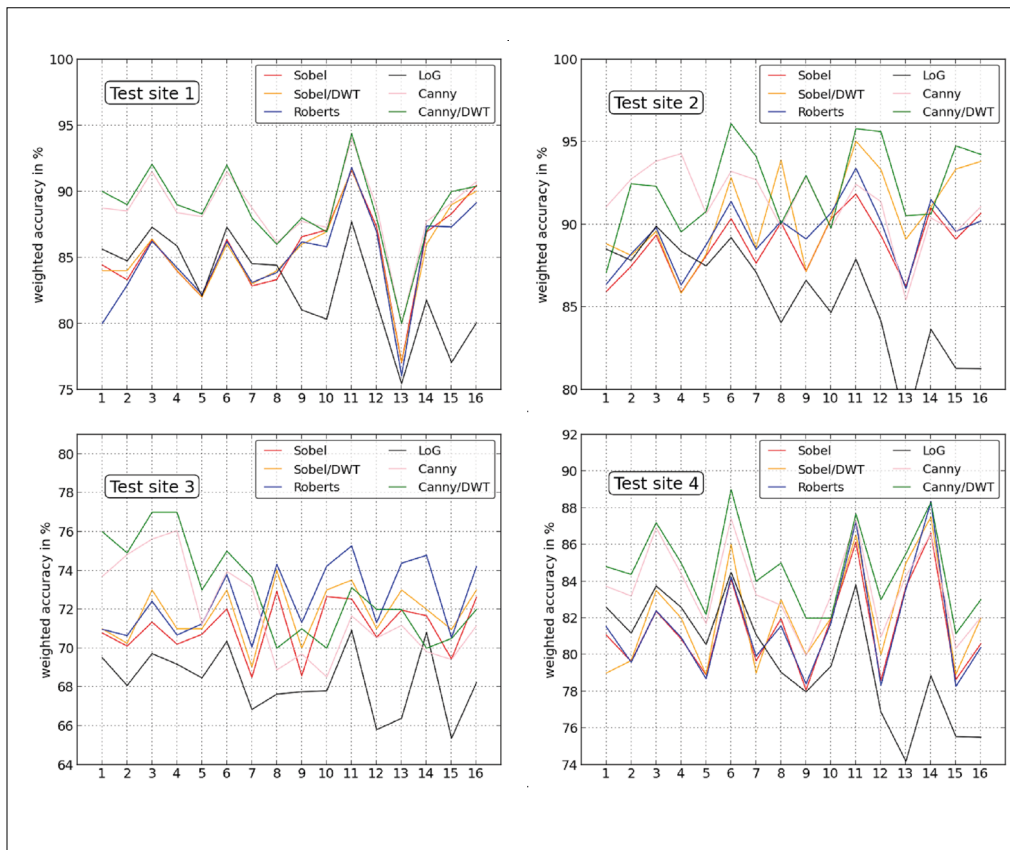 Test site 1
Sobel
Sobel/DWT
Roberts
LoG
Canny
Canny/DWT
weighted accuracy in %
100
95
90
85
80
75
1 2 3 4 5 6 7 8 9 10 11 12 13 14 15 16
Test site 2
Sobel
Sobel/DWT
Roberts
LoG
Canny
Canny/DWT
weighted accuracy in %
100
95
90
85
80
1 2 3 4 5 6 7 8 9 10 11 12 13 14 15 16
Test site 3
Sobel
Sobel/DWT
Roberts
LoG
Canny
Canny/DWT
weighted accuracy in %
80
78
76
74
72
70
68
66
64
1 2 3 4 5 6 7 8 9 10 11 12 13 14 15 16
Test site 4
Sobel
Sobel/DWT
Roberts
LoG
Canny
Canny/DWT
weighted accuracy in %
92
90
88
86
84
82
80
78
76
74
1 2 3 4 5 6 7 8 9 10 11 12 13 14 15 16